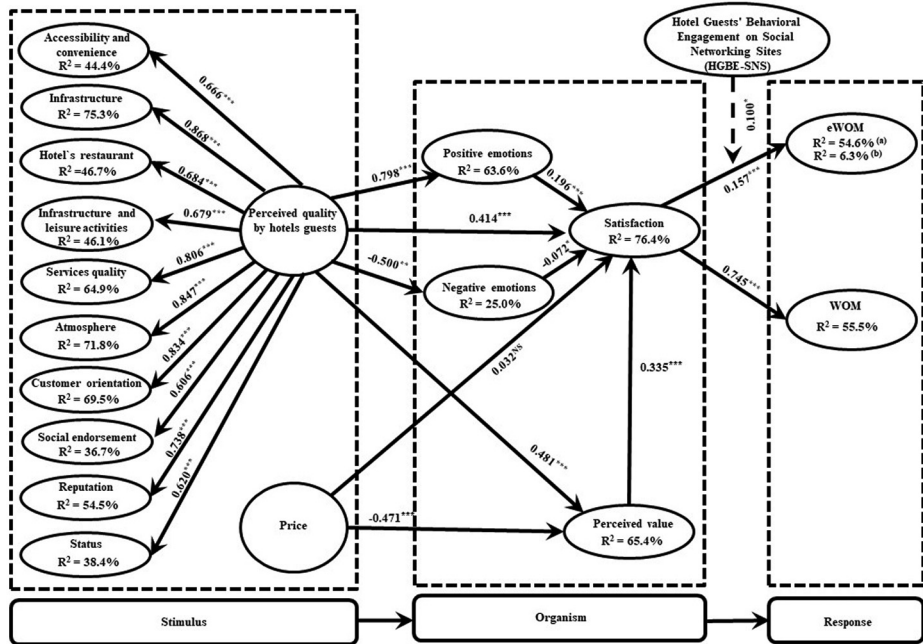 Accessibility and
convenience
R² = 44.4%
Infrastructure
R² = 75.3%
Hotel`s restaurant
R² =46.7%
Infrastructure and
leisure activities
R² = 46.1%
Services quality
R² = 64.9%
Atmosphere
R² = 71.8%
Customer orientation
R² = 69.5%
Social endorsement
R² = 36.7%
Reputation
R² = 54.5%
Status
R² = 38.4%
0.666***
0.868***
0.684***
0.679***
0.806***
0.847***
0.834***
0.606***
0.738***
0.620***
Perceived quality
by hotels guests
Price
0.798***
0.414***
-0.500**
0.481***
-0.471***
0.032NS
Positive emotions
R² = 63.6%
0.196***
Negative emotions
R² = 25.0%
-0.072*
Satisfaction
R² = 76.4%
0.335***
Perceived value
R² = 65.4%
Hotel Guests' Behavioral
Engagement on Social
Networking Sites
(HGBE-SNS)
0.100*
0.157***
0.745***
eWOM
R² = 54.6% (a)
R² = 6.3% (b)
WOM
R² = 55.5%
Stimulus
Organism
Response